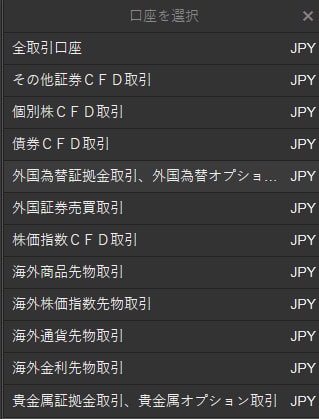 口座を選択 ×
全取引口座 JPY
その他証券ＣＦＤ取引 JPY
個別株ＣＦＤ取引 JPY
債券ＣＦＤ取引 JPY
外国為替証拠金取引、外国為替オプショ... JPY
外国証券売買取引 JPY
株価指数ＣＦＤ取引 JPY
海外商品先物取引 JPY
海外株価指数先物取引 JPY
海外通貨先物取引 JPY
海外金利先物取引 JPY
貴金属証拠金取引、貴金属オプション取引 JPY